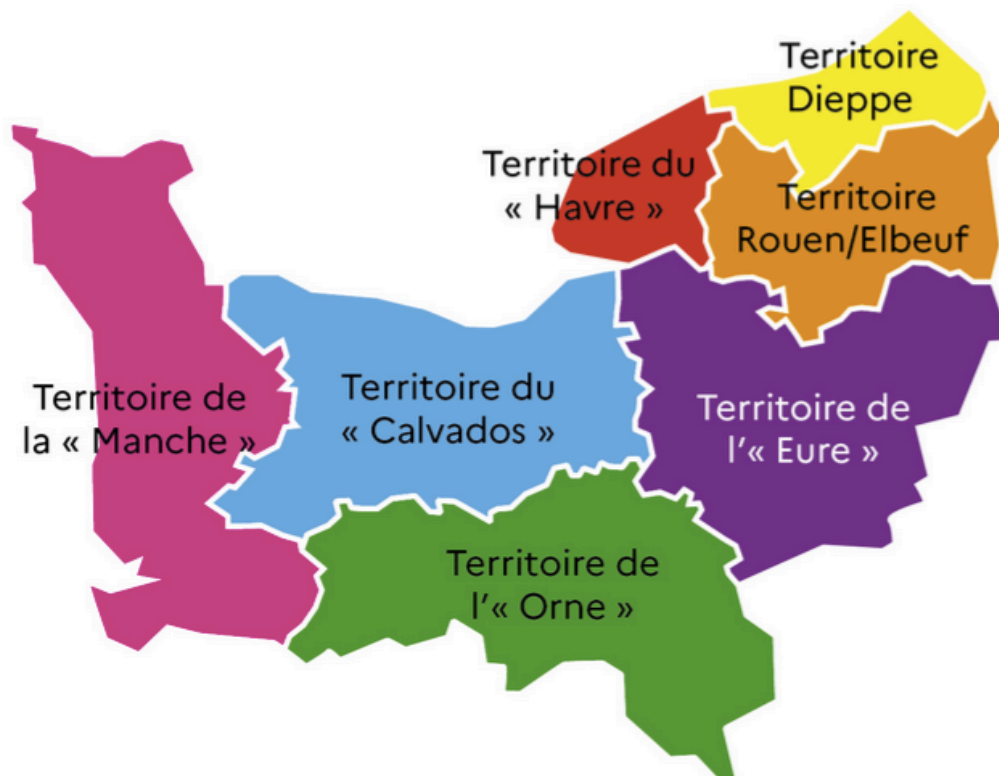 Territoire
Dieppe
Territoire du
« Havre »
Territoire
Rouen/Elbeuf
Territoire de
la « Manche »
Territoire du
« Calvados »
Territoire de
l'« Eure »
Territoire de
l'« Orne »